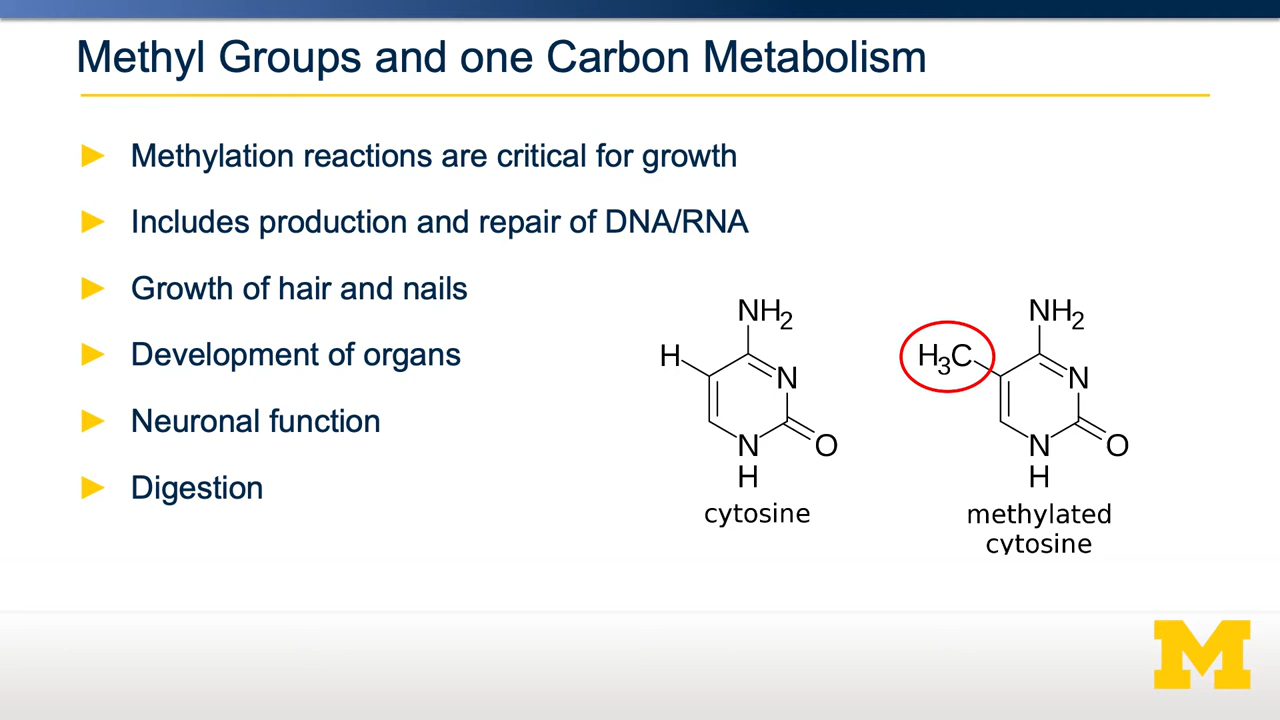 Methyl Groups and one Carbon Metabolism
► Methylation reactions are critical for growth
► Includes production and repair of DNA/RNA
► Growth of hair and nails
► Development of organs
► Neuronal function
► Digestion
NH2
H
N
N
H
O
cytosine
NH2
H3C
N
N
H
O
methylated
cytosine
M